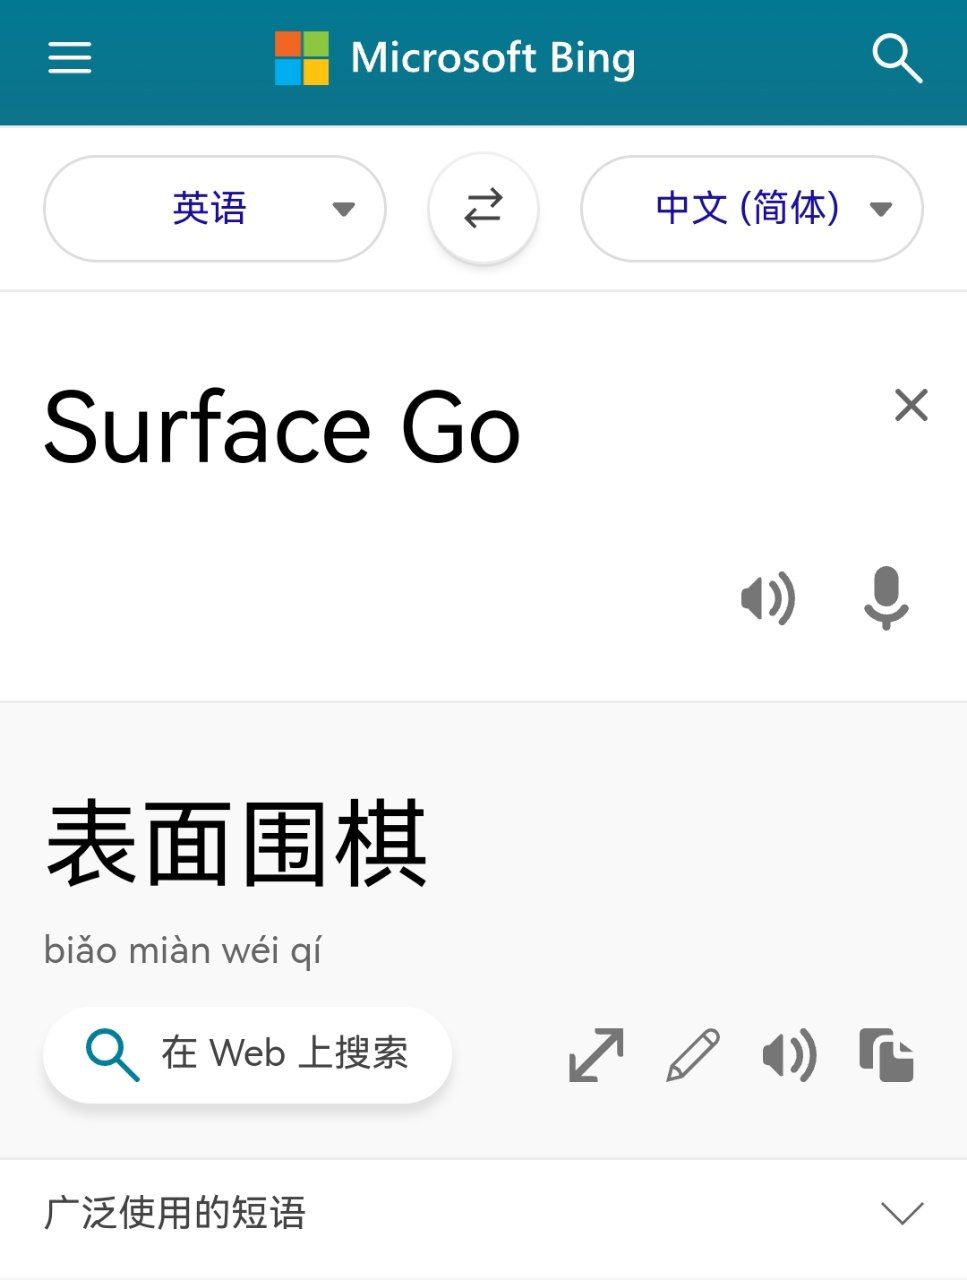 Microsoft Bing
英语
中文 (简体)
Surface Go
表面围棋
biǎo miàn wéi qí
在 Web 上搜索
广泛使用的短语